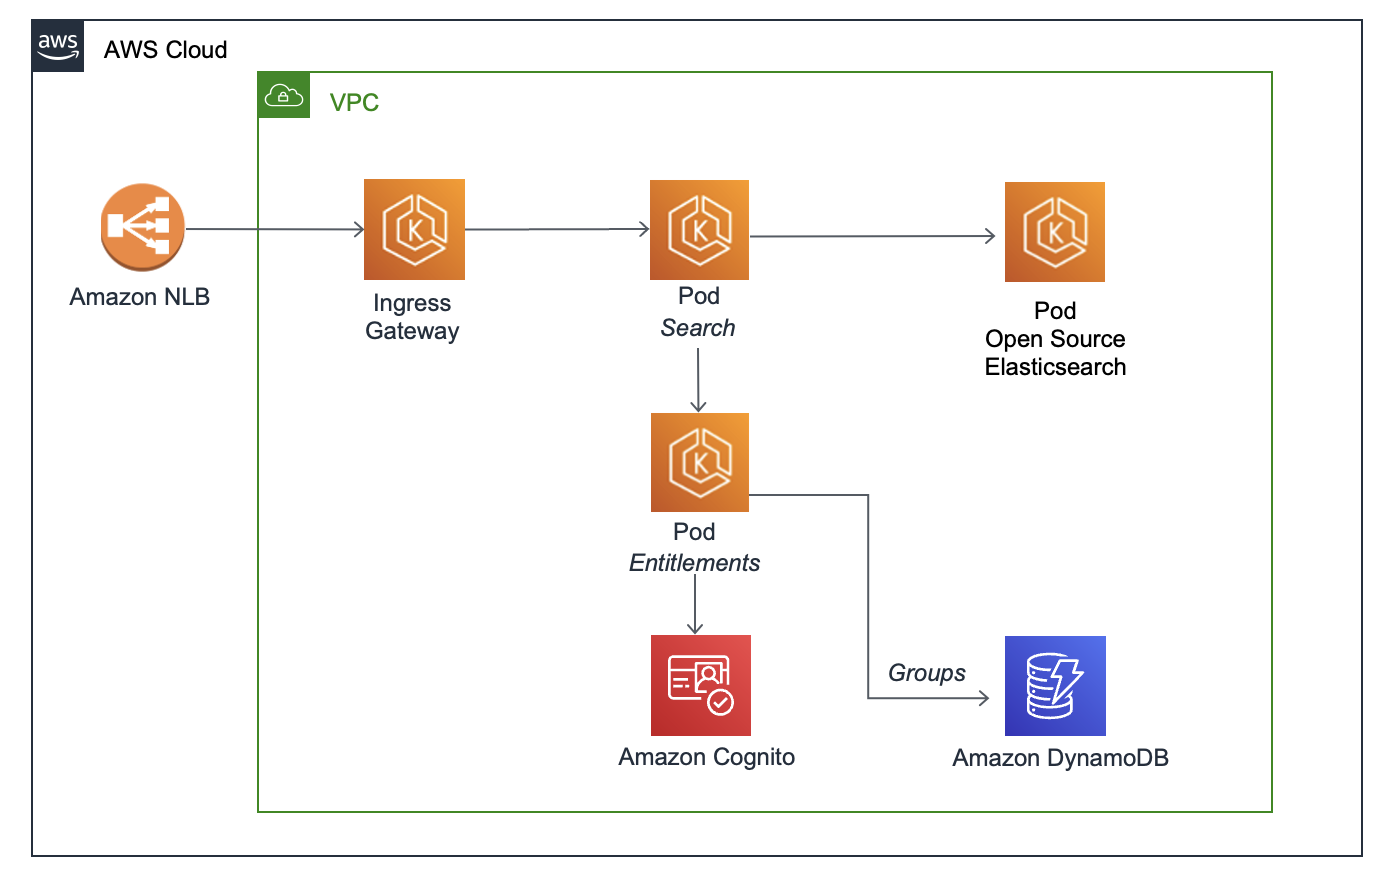 aws
AWS Cloud
VPC
Amazon NLB
K
Ingress
Gateway
K
Pod
Search
K
Pod
Open Source
Elasticsearch
K
Pod
Entitlements
Groups
Amazon Cognito
Amazon DynamoDB